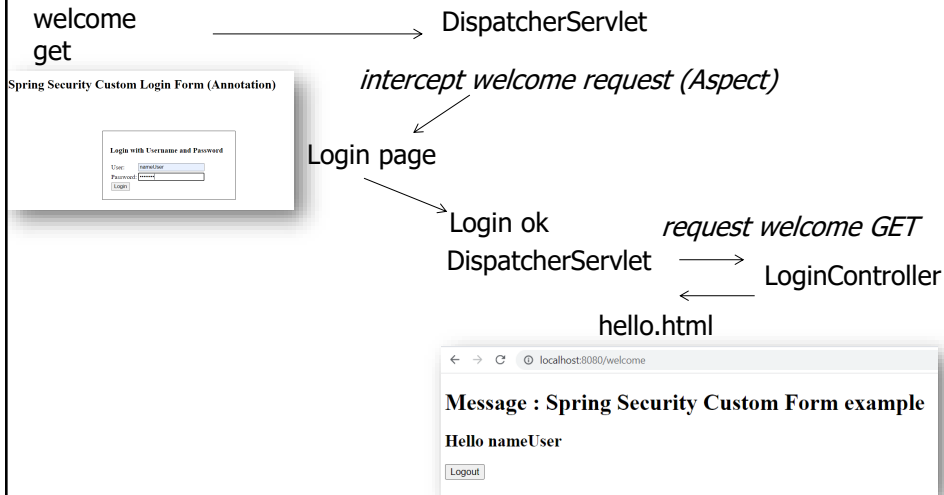 welcome
get
DispatcherServlet
Spring Security Custom Login Form (Annotation)
intercept welcome request (Aspect)
Login with Username and Password
User: nameUser
Password: •••••••
Login
Login page
Login ok
request welcome GET
DispatcherServlet
LoginController
hello.html
localhost:8080/welcome
Message : Spring Security Custom Form example
Hello nameUser
Logout